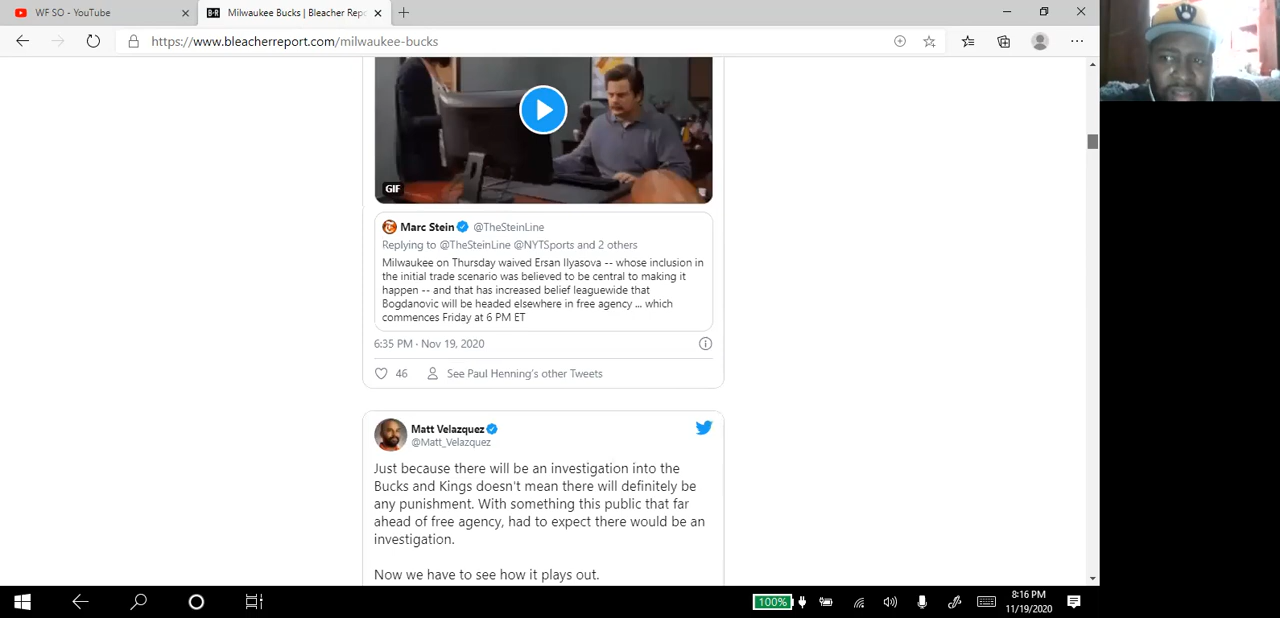 WF SO - YouTube
B·R
Milwaukee Bucks | Bleacher Repo
https://www.bleacherreport.com/milwaukee-bucks
GIF
Marc Stein @TheSteinLine
Replying to @TheSteinLine @NYTSports and 2 others
Milwaukee on Thursday waived Ersan Ilyasova -- whose inclusion in
the initial trade scenario was believed to be central to making it
happen -- and that has increased belief leaguewide that
Bogdanovic will be headed elsewhere in free agency ... which
commences Friday at 6 PM ET
6:35 PM · Nov 19, 2020
46 See Paul Henning's other Tweets
Matt Velazquez
@Matt_Velazquez
Just because there will be an investigation into the
Bucks and Kings doesn't mean there will definitely be
any punishment. With something this public that far
ahead of free agency, had to expect there would be an
investigation.
Now we have to see how it plays out.
100%
8:16 PM
11/19/2020